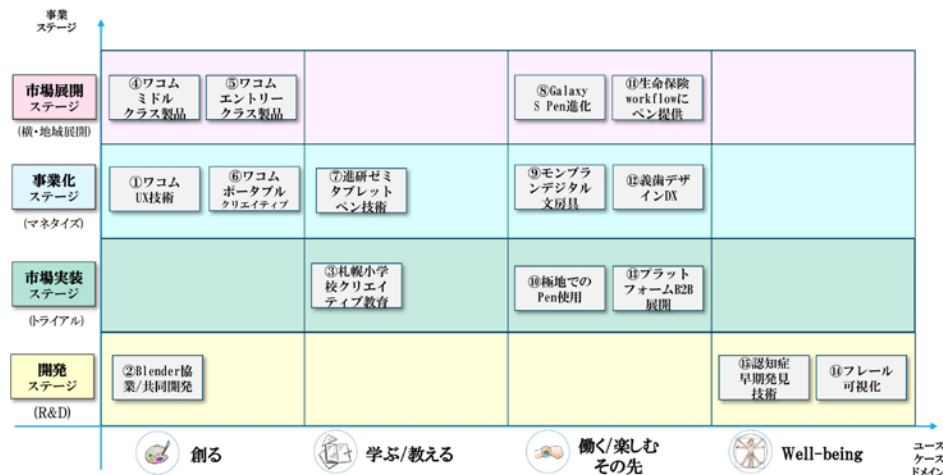 事業
ステージ
市場展開
ステージ
(横・地域展開)
④ワコム
ミドル
クラス製品
⑤ワコム
エントリー
クラス製品
⑧Galaxy
S Pen進化
⑪生命保険
workflowに
ペン提供
事業化
ステージ
(マネタイズ)
①ワコム
UX技術
⑥ワコム
ポータブル
クリエイティブ
⑦進研ゼミ
タブレット
ペン技術
⑨モンブラ
ンデジタル
文房具
⑫義歯デザ
インDX
市場実装
ステージ
(トライアル)
③札幌小学
校クリエイ
ティブ教育
⑩極地での
Pen使用
⑬プラット
フォームB2B
展開
開発
ステージ
(R&D)
②Blender協
業/共同開発
⑮認知症
早期発見
技術
⑭フレール
可視化
創る
学ぶ/教える
働く/楽しむ
その先
Well-being
ユース
ケース
ドメイン